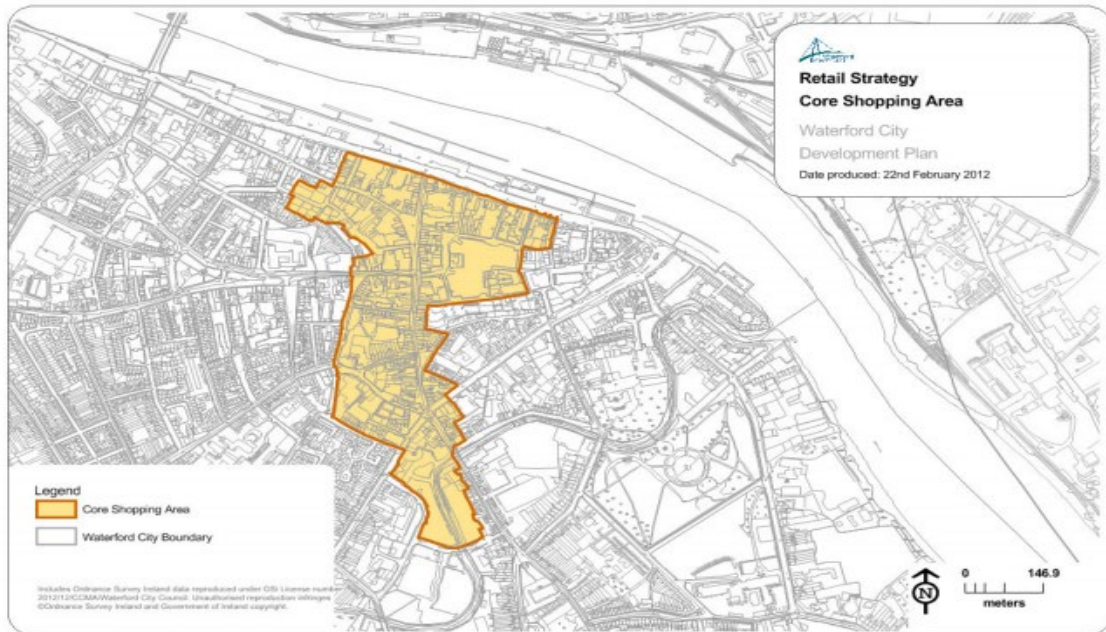 Retail Strategy
Core Shopping Area
Waterford City
Development Plan
Date produced: 22nd February 2012
Legend
Core Shopping Area
Waterford City Boundary
Includes Ordnance Survey Ireland data reproduced under OSi License number
2012/12/CCMA/Waterford City Council. Unauthorised reproduction infringes
©Ordnance Survey Ireland and Government of Ireland copyright.
0 146.9
meters
N